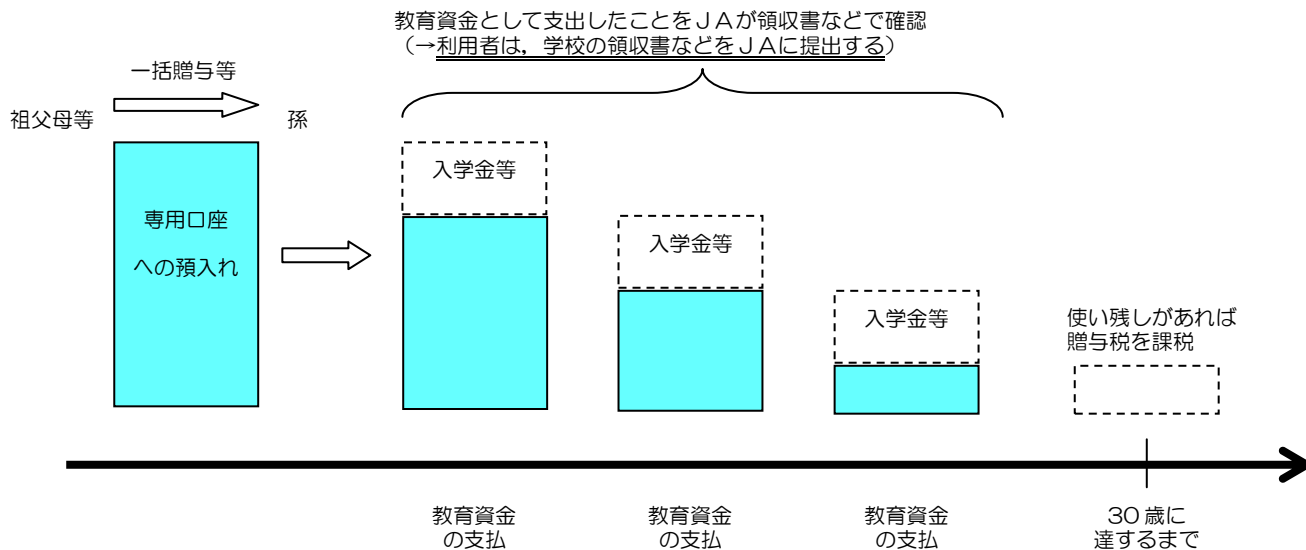 教育資金として支出したことをＪＡが領収書などで確認
（→利用者は，学校の領収書などをＪＡに提出する）
一括贈与等
祖父母等
孫
専用口座
への預入れ
入学金等
入学金等
入学金等
使い残しがあれば
贈与税を課税
教育資金
の支払
教育資金
の支払
教育資金
の支払
30歳に
達するまで